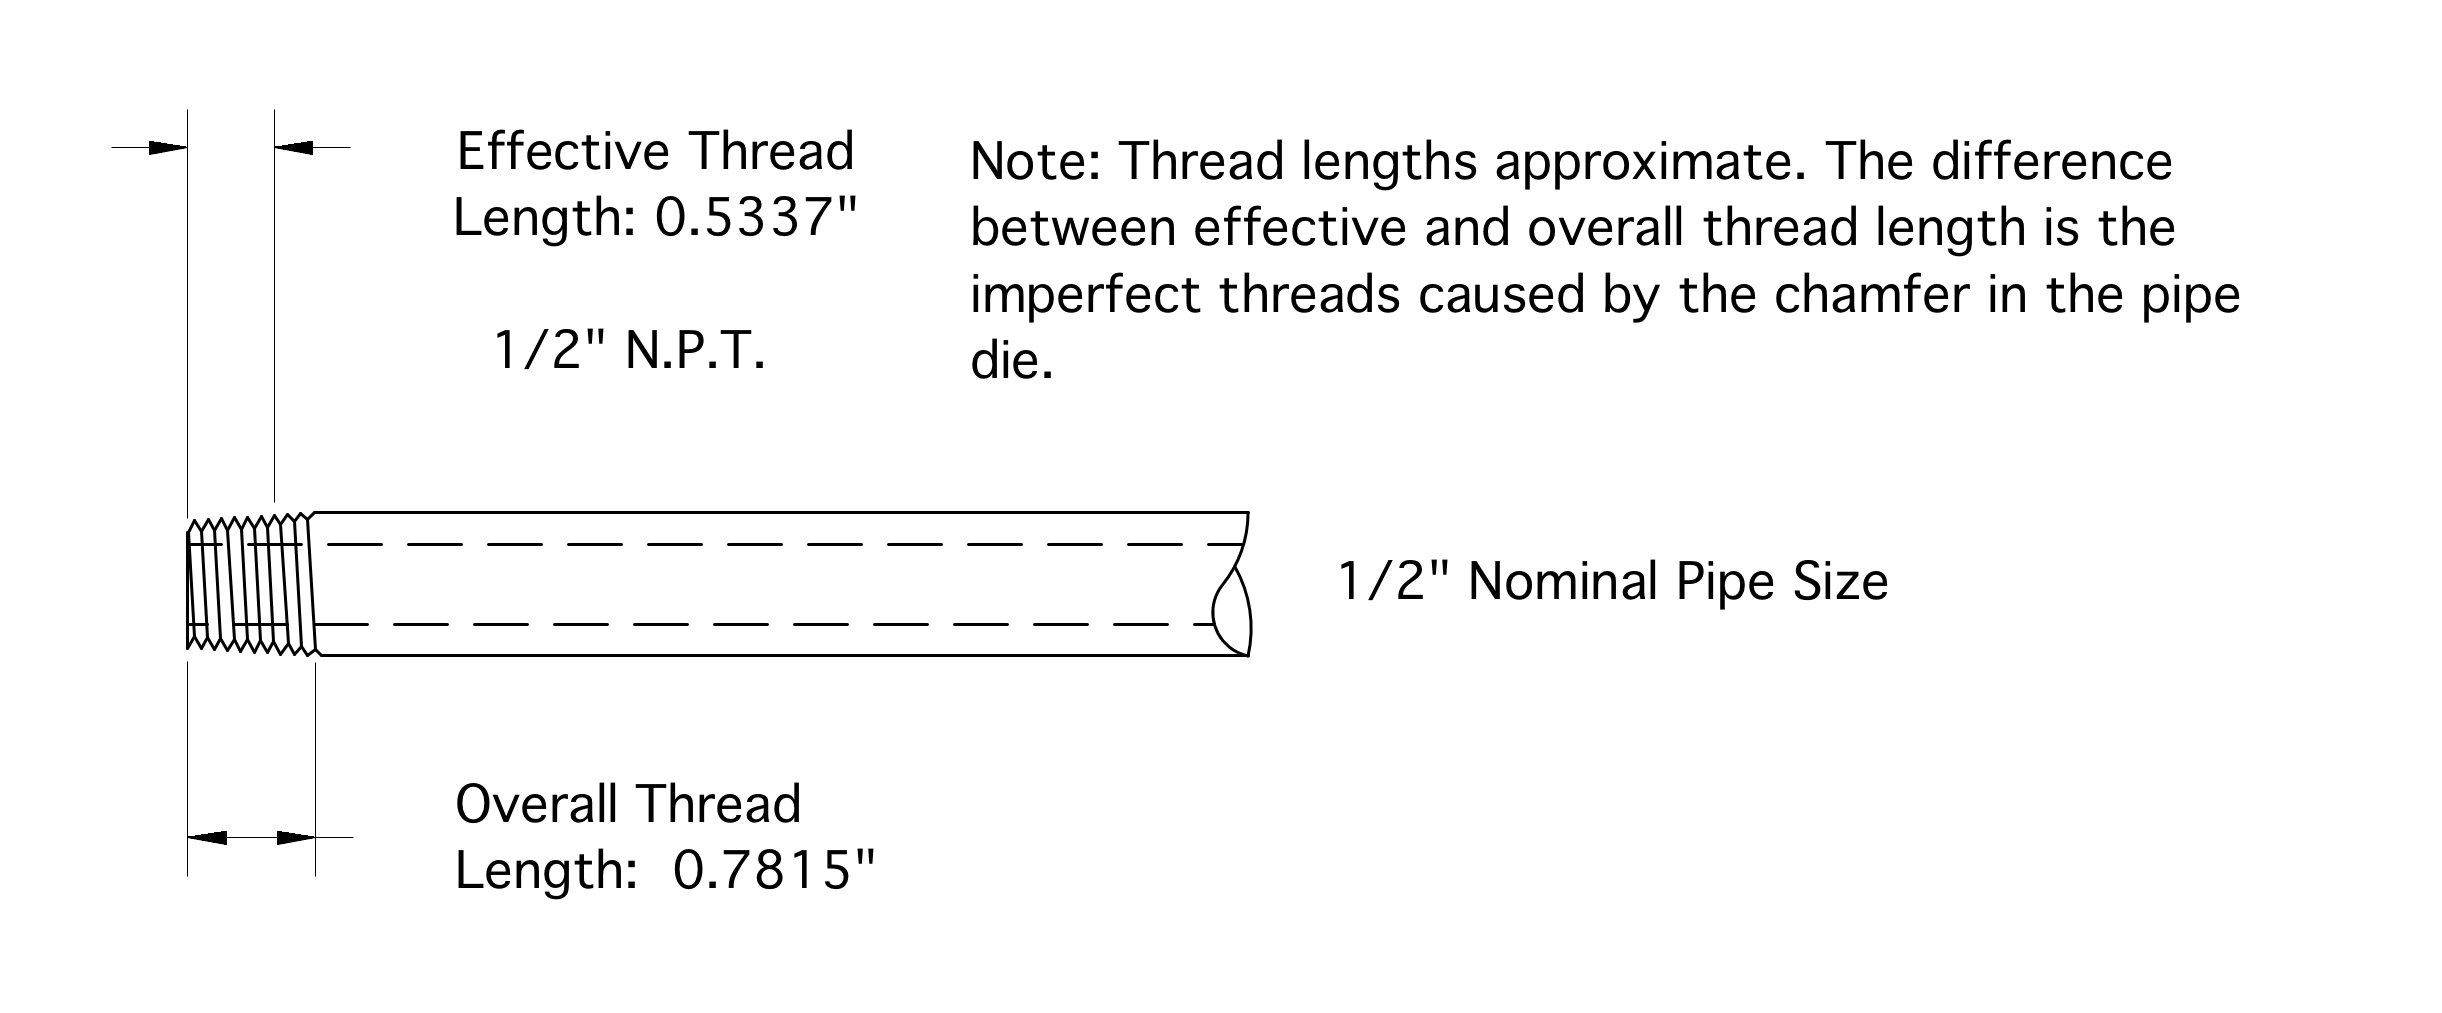 Effective Thread
Length: 0.5337"
1/2" N.P.T.
Note: Thread lengths approximate. The difference
between effective and overall thread length is the
imperfect threads caused by the chamfer in the pipe
die.
1/2" Nominal Pipe Size
Overall Thread
Length: 0.7815"